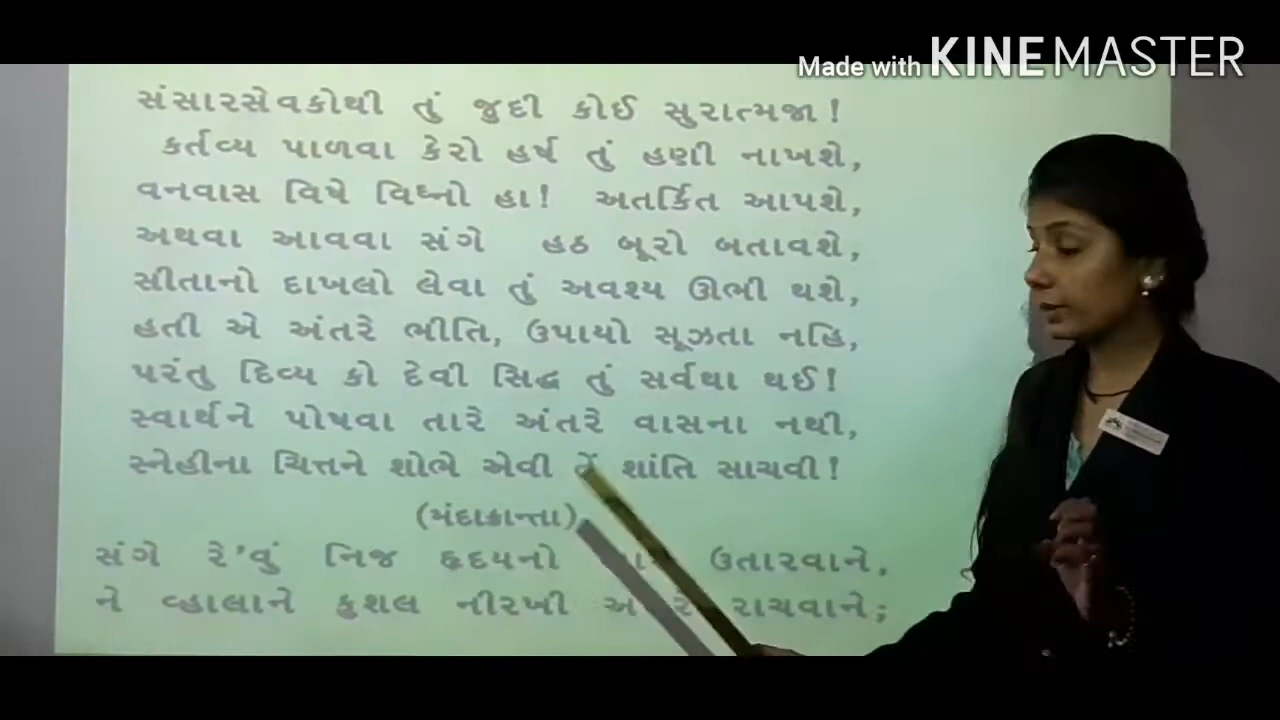 Made with KINEMASTER
સંસારસેવકોથી તું જુદી કોઈ સુરાત્મજા !
કર્તવ્ય પાળવા કેરો હર્ષ તું હણી નાખશે,
વનવાસ વિષે વિઘ્નો હા! અતર્કિત આપશે,
અથવા આવવા સંગે હઠ બૂરો બતાવશે,
સીતાનો દાખલો લેવા તું અવશ્ય ઊભી થશે,
હતી એ અંતરે ભીતિ, ઉપાયો સૂઝતા નહિ,
પરંતુ દિવ્ય કો દેવી સિદ્ધ તું સર્વથા થઈ!
સ્વાર્થને પોષવા તારે અંતરે વાસના નથી,
સ્નેહીના ચિત્તને શોભે એવી તેં શાંતિ સાચવી!
(મંદાક્રાન્તા)
સંગે રે'વું નિજ હૃદયનો ઉતારવાને,
ને વ્હાલાને કુશલ નીરખી રાચવાને;